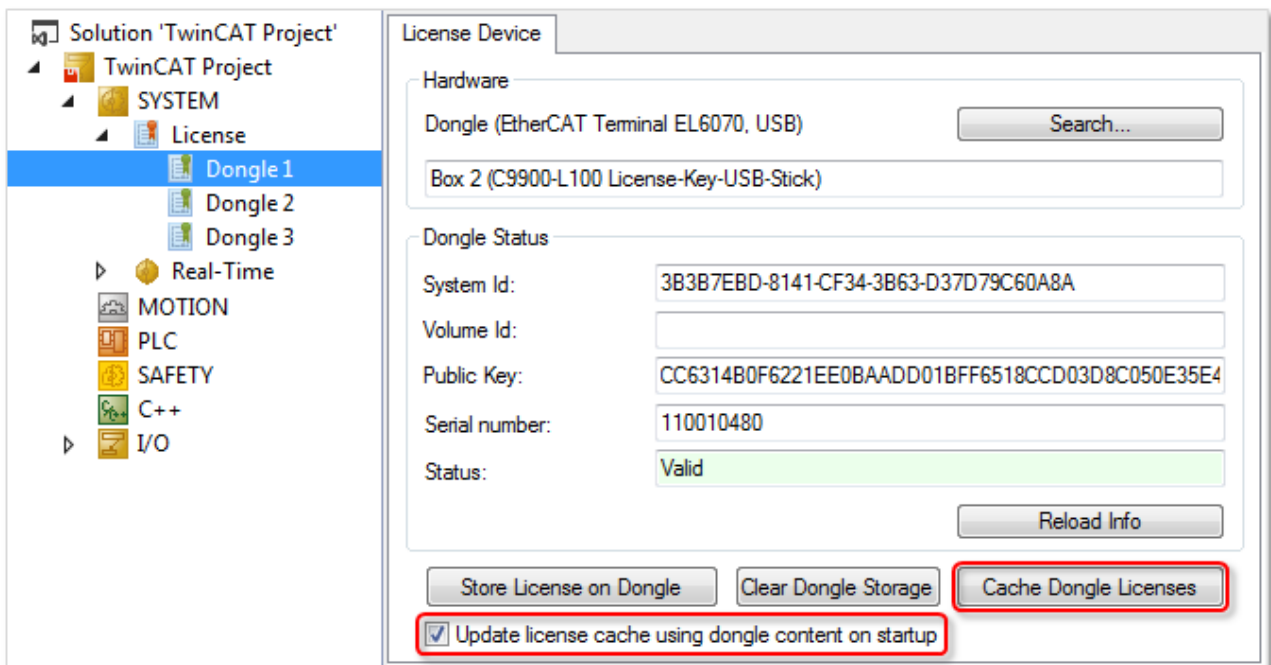 Solution 'TwinCAT Project'
TwinCAT Project
SYSTEM
License
Dongle 1
Dongle 2
Dongle 3
Real-Time
MOTION
PLC
SAFETY
C++
I/O
License Device
Hardware
Dongle (EtherCAT Terminal EL6070, USB)
Search...
Box 2 (C9900-L100 License-Key-USB-Stick)
Dongle Status
System Id: 3B3B7EBD-8141-CF34-3B63-D37D79C60A8A
Volume Id:
Public Key: CC6314B0F6221EE0BAADD01BFF6518CCD03D8C050E35E4
Serial number: 110010480
Status: Valid
Reload Info
Store License on Dongle Clear Dongle Storage Cache Dongle Licenses
Update license cache using dongle content on startup